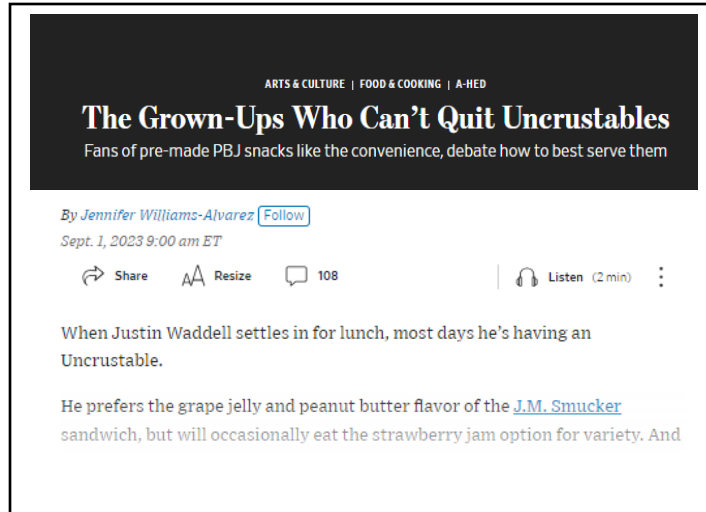 ARTS & CULTURE | FOOD & COOKING | A-HED
The Grown-Ups Who Can't Quit Uncrustables
Fans of pre-made PBJ snacks like the convenience, debate how to best serve them
By Jennifer Williams-Alvarez Follow
Sept. 1, 2023 9:00 am ET
Share AA Resize 108 Listen (2 min)
When Justin Waddell settles in for lunch, most days he's having an
Uncrustable.
He prefers the grape jelly and peanut butter flavor of the J.M. Smucker
sandwich, but will occasionally eat the strawberry jam option for variety. And